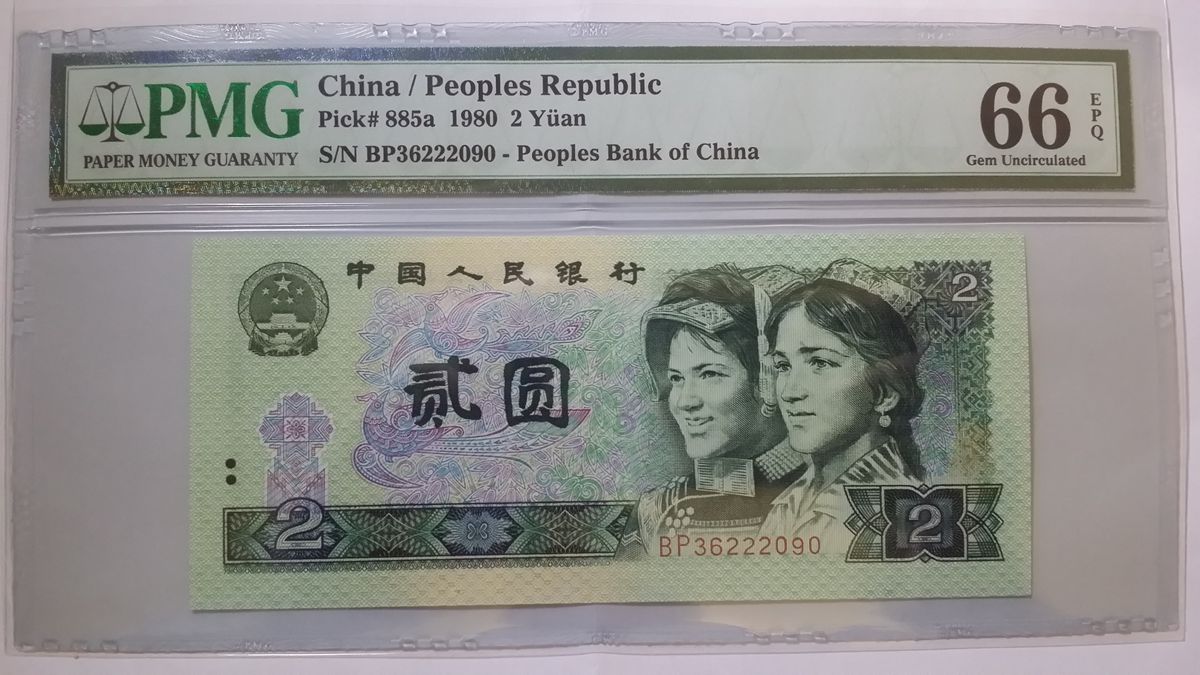 PMG
PAPER MONEY GUARANTY
China / Peoples Republic
Pick# 885a 1980 2 Yüan
S/N BP36222090 - Peoples Bank of China
66
EPQ
Gem Uncirculated
中国人民银行
2
贰圆
2
BP36222090
2